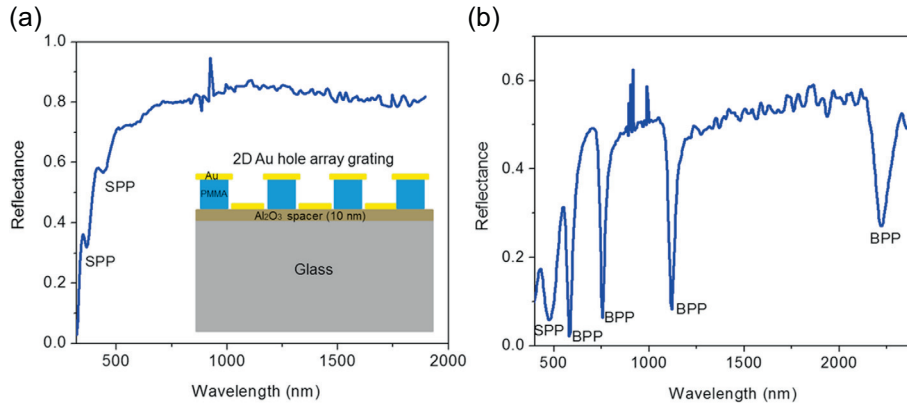 (a)
Reflectance
1.0
0.8
0.6
0.4
0.2
0.0
SPP
SPP
2D Au hole array grating
Au
PMMA
Al2O3 spacer (10 nm)
Glass
500
1000
1500
2000
Wavelength (nm)
(b)
Reflectance
0.6
0.4
0.2
0.0
SPP
BPP
BPP
BPP
BPP
500
1000
1500
2000
Wavelength (nm)